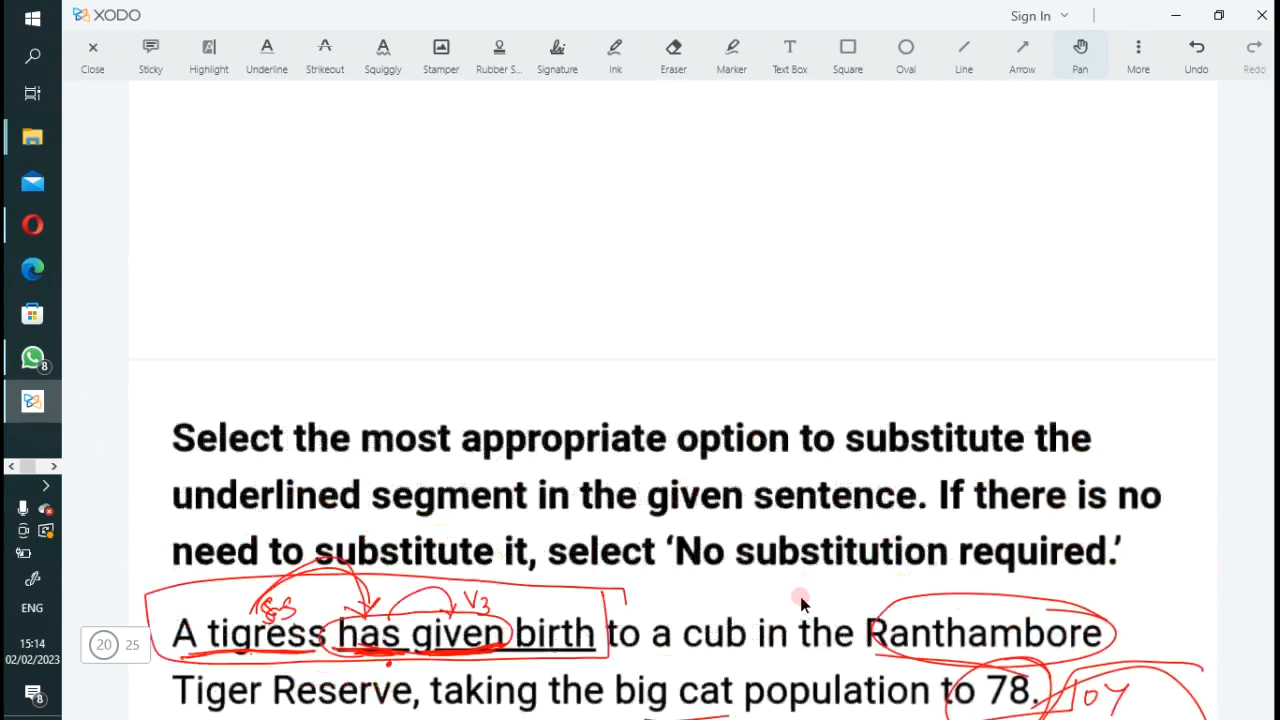 XODO
Sign In
Close Sticky Highlight Underline Strikeout Squiggly Stamper Rubber S... Signature Ink Eraser Marker Text Box Square Oval Line Arrow Pan More Undo Redo
Select the most appropriate option to substitute the
underlined segment in the given sentence. If there is no
need to substitute it, select ‘No substitution required.’
V3
A tigress has given birth to a cub in the Ranthambore
Tiger Reserve, taking the big cat population to 78.
20 25
8
ENG
15:14
02/02/2023
8